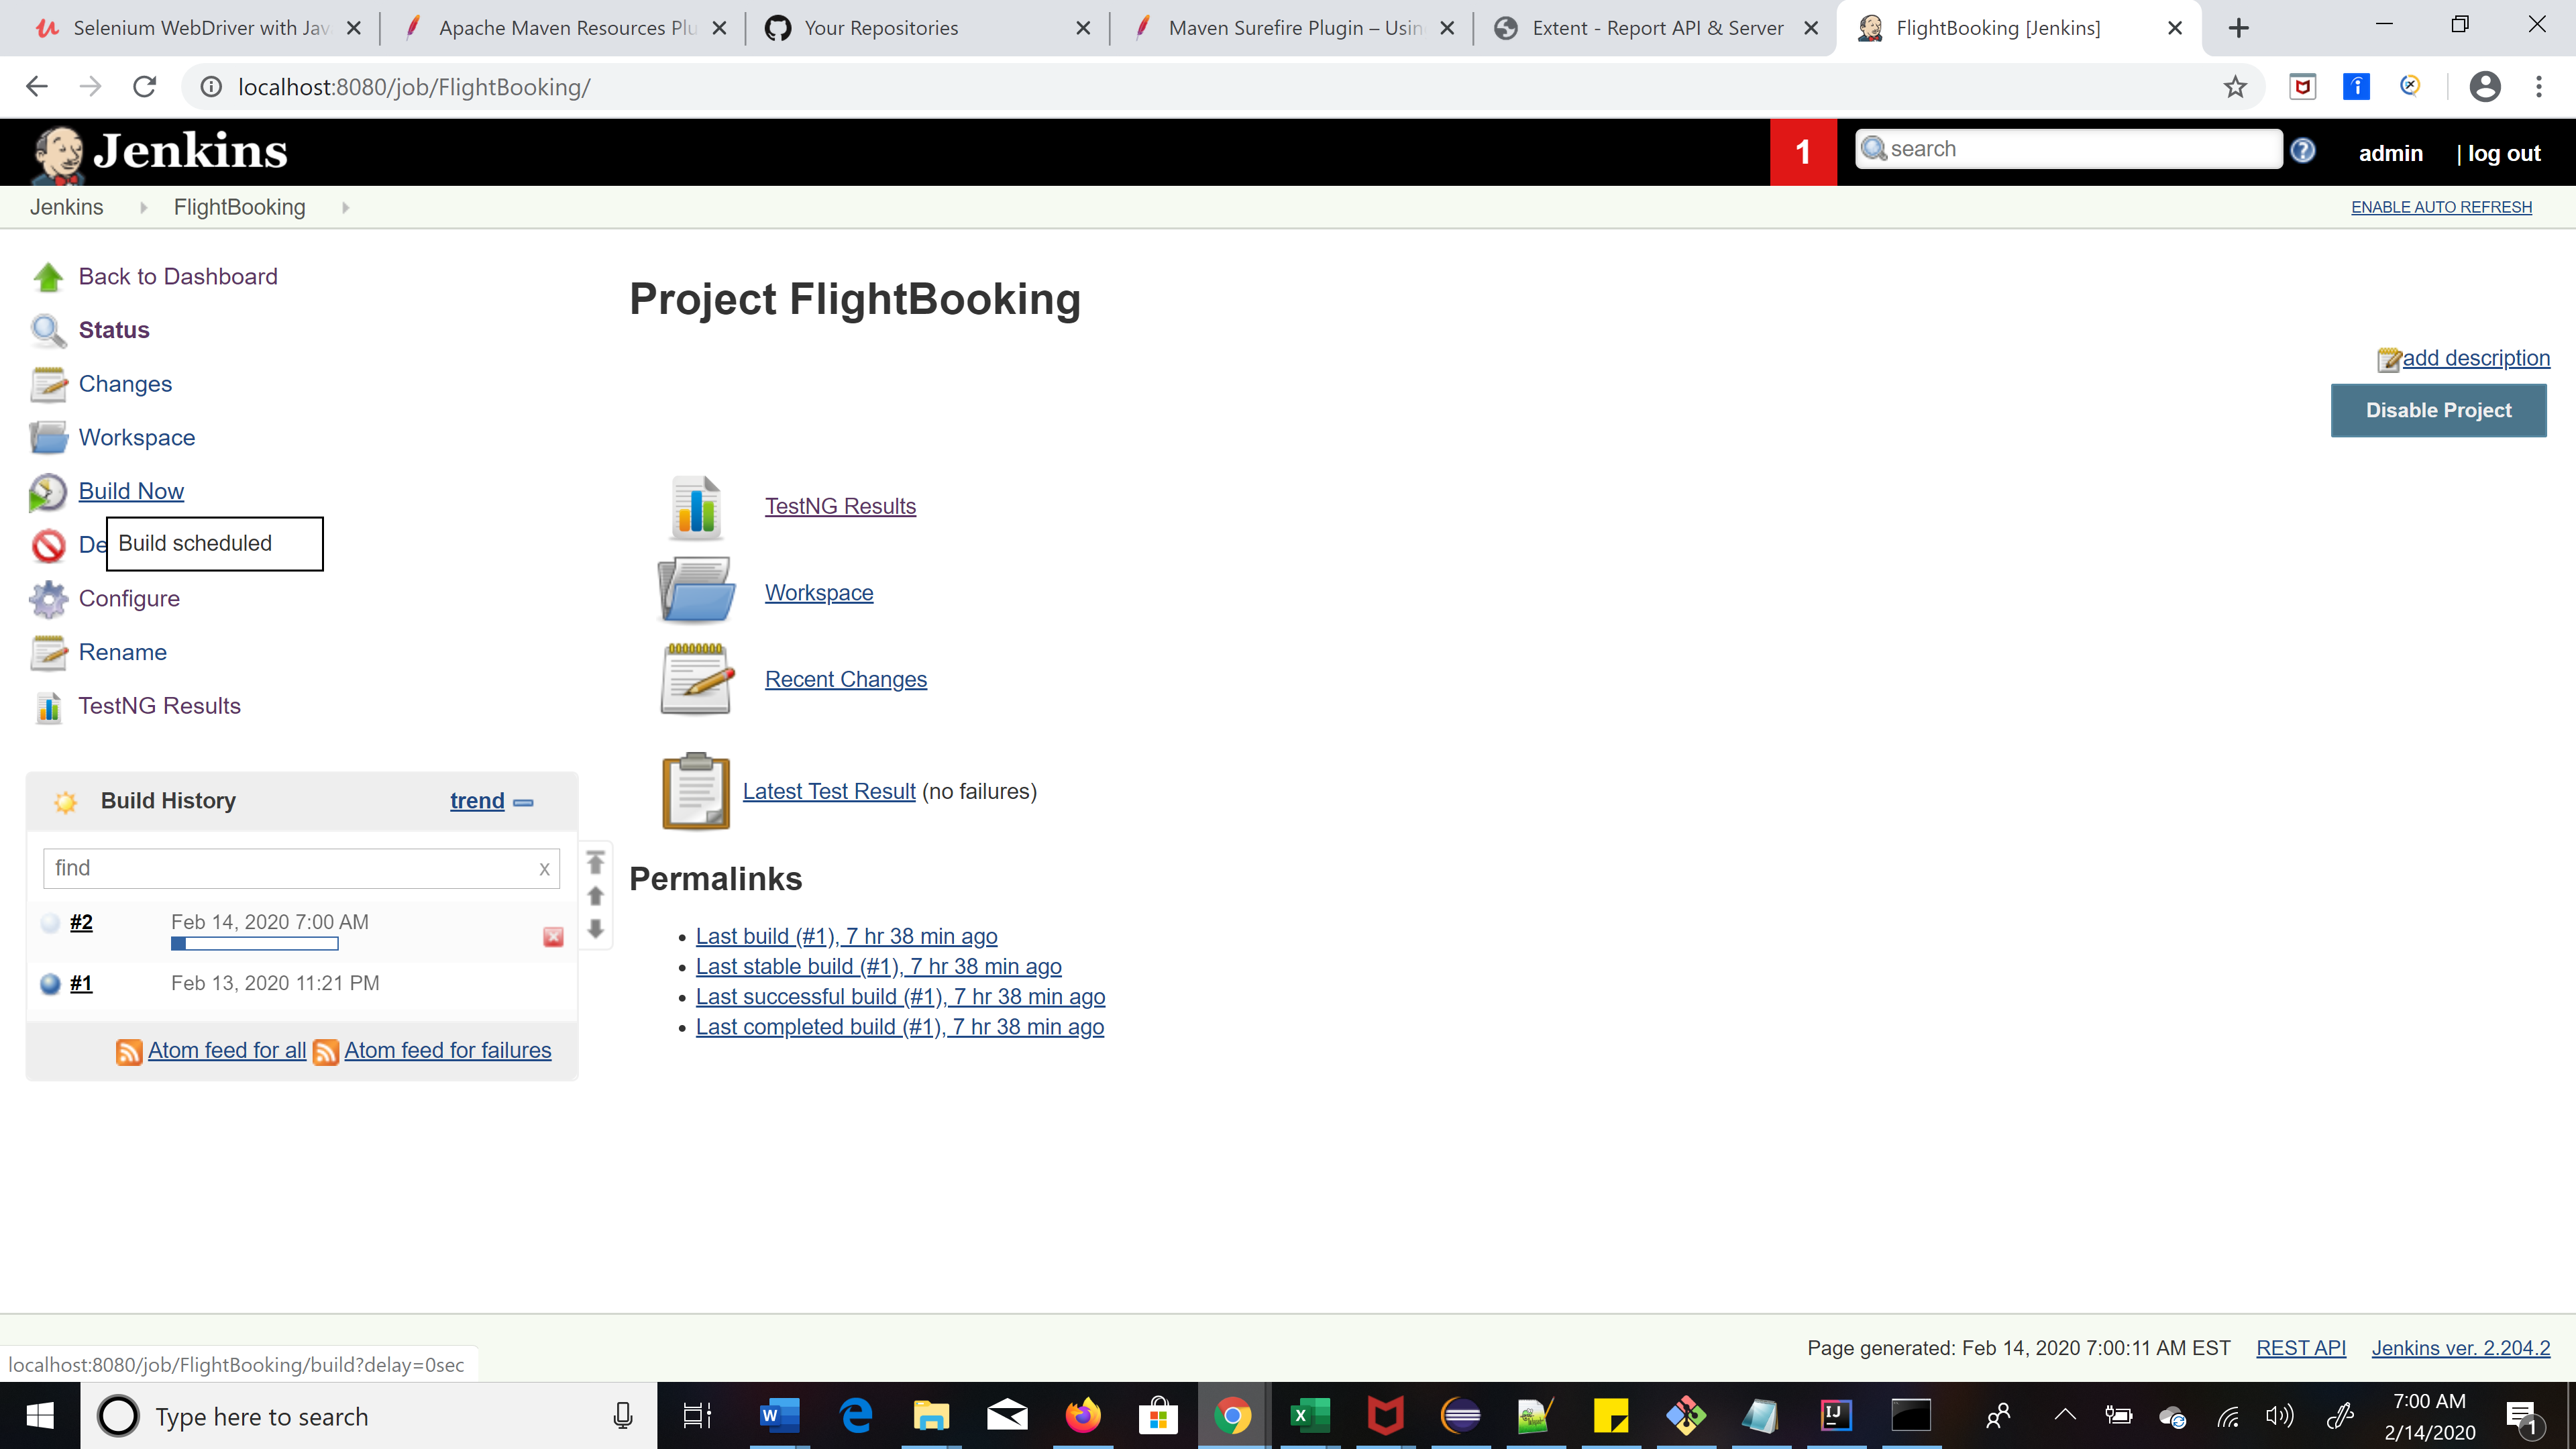 Selenium WebDriver with Jav
Apache Maven Resources Plu
Your Repositories
Maven Surefire Plugin – Usin
Extent - Report API & Server
FlightBooking [Jenkins]
localhost:8080/job/FlightBooking/
Jenkins
1
search
admin
| log out
Jenkins
FlightBooking
ENABLE AUTO REFRESH
Back to Dashboard
Status
Changes
Workspace
Build Now
De
Build scheduled
Configure
Rename
TestNG Results
Project FlightBooking
add description
Disable Project
TestNG Results
Workspace
Recent Changes
Latest Test Result (no failures)
Build History
trend
find
x
#2
Feb 14, 2020 7:00 AM
#1
Feb 13, 2020 11:21 PM
Atom feed for all
Atom feed for failures
Permalinks
Last build (#1), 7 hr 38 min ago
Last stable build (#1), 7 hr 38 min ago
Last successful build (#1), 7 hr 38 min ago
Last completed build (#1), 7 hr 38 min ago
Page generated: Feb 14, 2020 7:00:11 AM EST
REST API
Jenkins ver. 2.204.2
localhost:8080/job/FlightBooking/build?delay=0sec
Type here to search
7:00 AM
2/14/2020
1